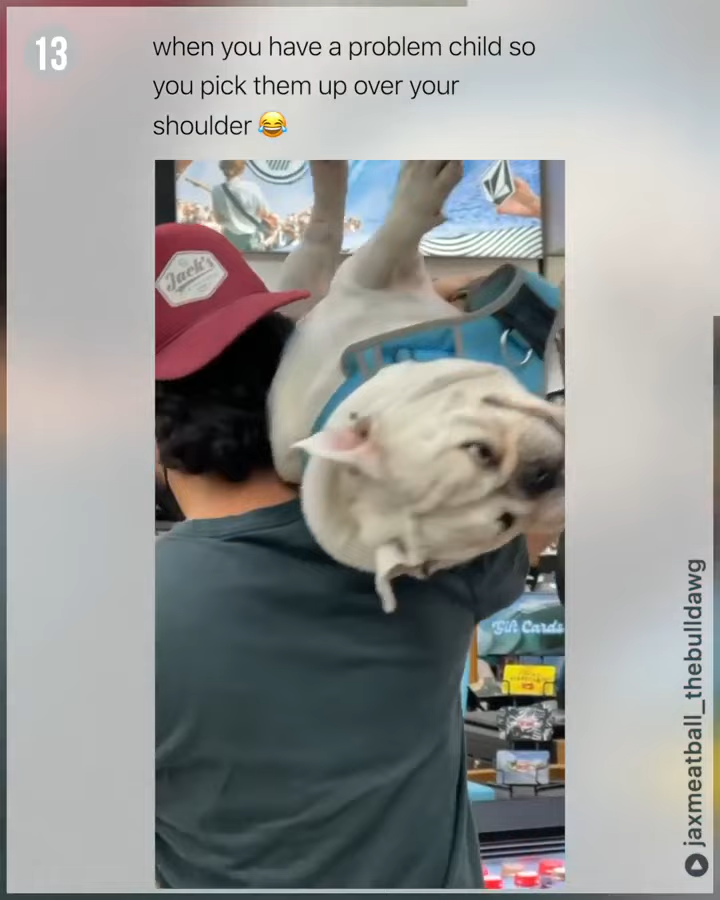 13
when you have a problem child so
you pick them up over your
shoulder 😂
Jack's
Gift Cards
jaxmeatball_thebulldawg